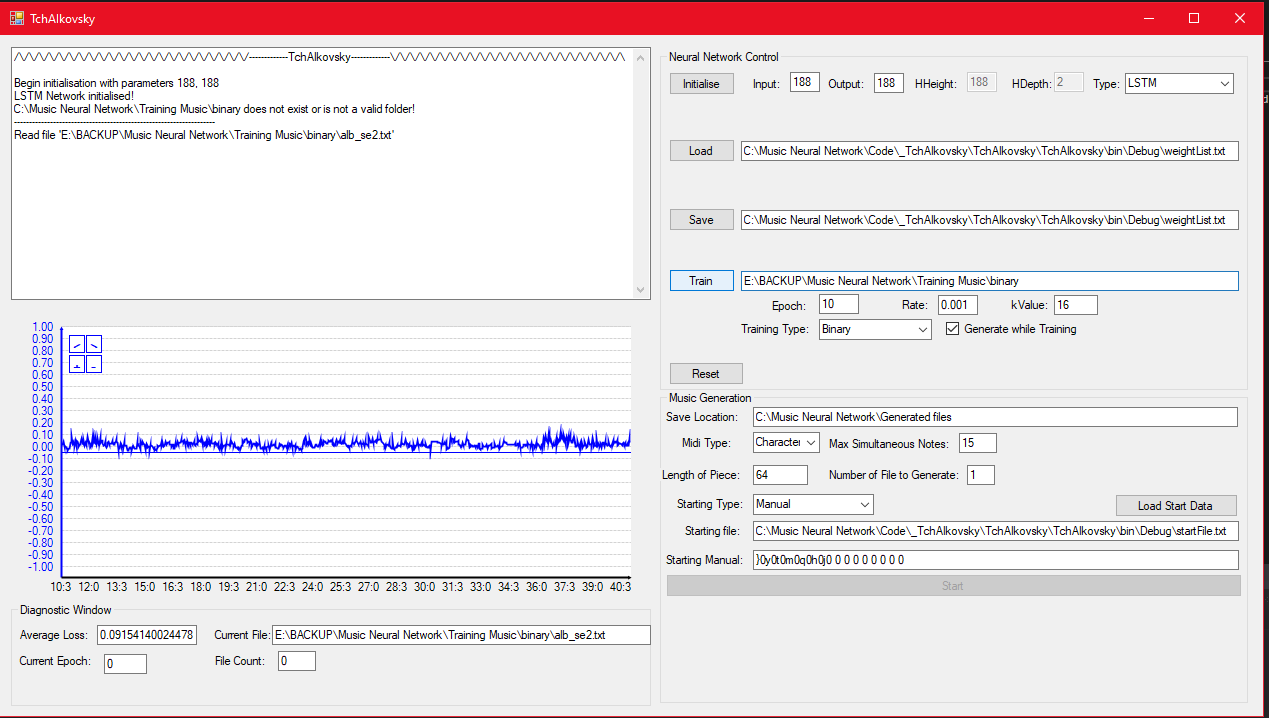 TchAIkovsky
/\/\/\/\/\/\/\/\/\/\/\/\/\/\/\/\/\/\/\/\/\/\/\/\/-------------TchAIkovsky-------------\/\/\/\/\/\/\/\/\/\/\/\/\/\/\/\/\/\/\/\/\/\/\/\/\
Begin initialisation with parameters 188, 188
LSTM Network initialised!
C:\Music Neural Network\Training Music\binary does not exist or is not a valid folder!
-------------------------------------------------------------------
Read file 'E:\BACKUP\Music Neural Network\Training Music\binary\alb_se2.txt'
1.00
0.90
0.80
0.70
0.60
0.50
0.40
0.30
0.20
0.10
0.00
-0.10
-0.20
-0.30
-0.40
-0.50
-0.60
-0.70
-0.80
-0.90
-1.00
< >
+ -
10:3 12:0 13:3 15:0 16:3 18:0 19:3 21:0 22:3 24:0 25:3 27:0 28:3 30:0 31:3 33:0 34:3 36:0 37:3 39:0 40:3
Diagnostic Window
Average Loss: 0.09154140024478 Current File: E:\BACKUP\Music Neural Network\Training Music\binary\alb_se2.txt
Current Epoch: 0 File Count: 0
Neural Network Control
Initialise Input: 188 Output: 188 HHeight: 188 HDepth: 2 Type: LSTM
Load C:\Music Neural Network\Code\_TchAIkovsky\TchAIkovsky\TchAIkovsky\bin\Debug\weightList.txt
Save C:\Music Neural Network\Code\_TchAIkovsky\TchAIkovsky\TchAIkovsky\bin\Debug\weightList.txt
Train E:\BACKUP\Music Neural Network\Training Music\binary
Epoch: 10 Rate: 0.001 kValue: 16
Training Type: Binary Generate while Training
Reset
Music Generation
Save Location: C:\Music Neural Network\Generated files
Midi Type: Character Max Simultaneous Notes: 15
Length of Piece: 64 Number of File to Generate: 1
Starting Type: Manual Load Start Data
Starting file: C:\Music Neural Network\Code\_TchAIkovsky\TchAIkovsky\TchAIkovsky\bin\Debug\startFile.txt
Starting Manual: }0y0t0m0q0h0j0 0 0 0 0 0 0 0 0
Start